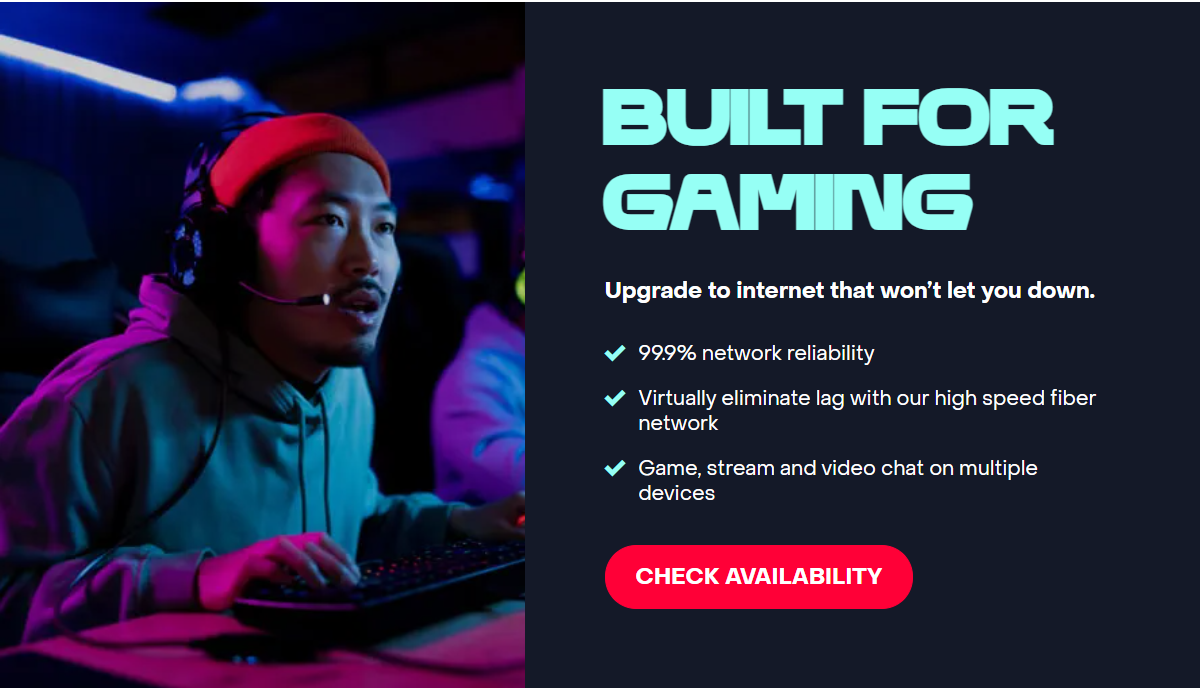 BUILT FOR
GAMING
Upgrade to internet that won’t let you down.
99.9% network reliability
Virtually eliminate lag with our high speed fiber
network
Game, stream and video chat on multiple
devices
CHECK AVAILABILITY